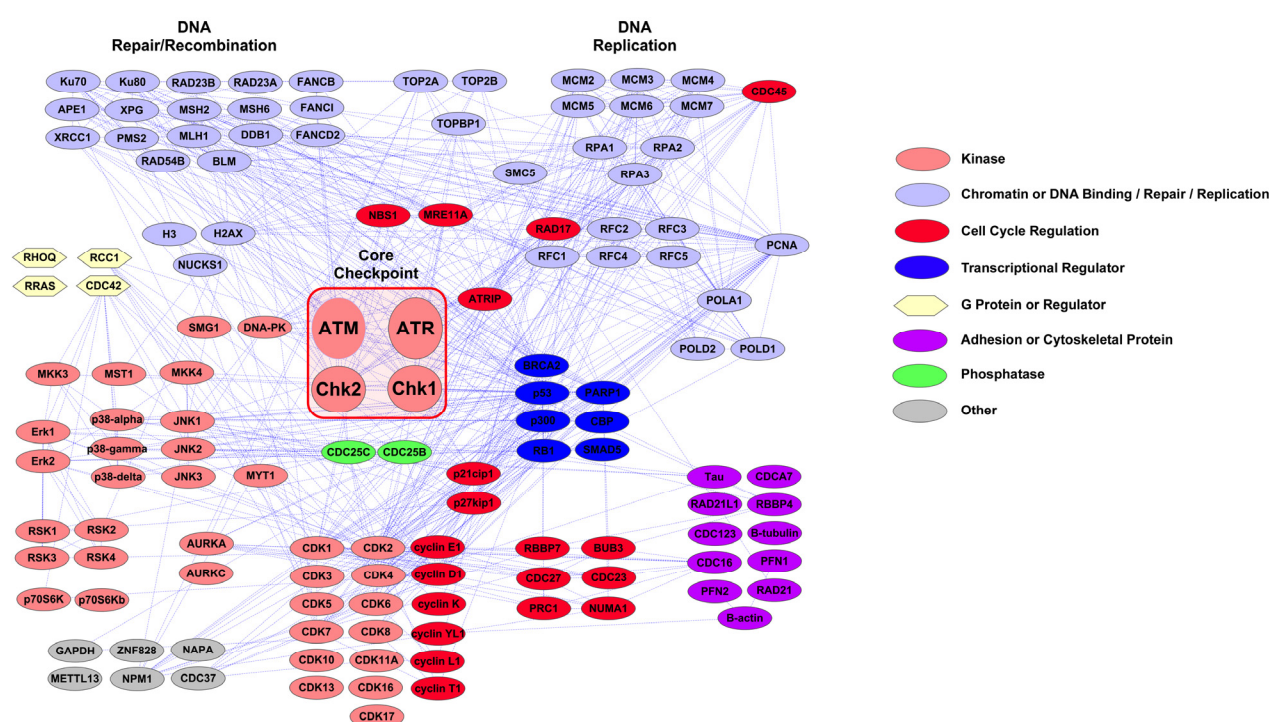 DNA
Repair/Recombination
DNA
Replication
Ku70 Ku80 RAD23B RAD23A FANCB TOP2A TOP2B MCM2 MCM3 MCM4 CDC45
APE1 XPG MSH2 MSH6 FANCI MCM5 MCM6 MCM7
XRCC1 PMS2 MLH1 DDB1 FANCD2 TOPBP1
RAD54B BLM RPA1 RPA2
SMC5 RPA3
NBS1 MRE11A
H3 H2AX RAD17 RFC2 RFC3 PCNA
NUCKS1 RFC1 RFC4 RFC5
RHOQ RCC1
RRAS CDC42
Core
Checkpoint
ATRIP POLA1
SMG1 DNA-PK ATM ATR
POLD2 POLD1
MKK3 MST1 MKK4 Chk2 Chk1 BRCA2
p53 PARP1
Erk1 p38-alpha JNK1 p300 CBP
Erk2 p38-gamma JNK2 CDC25C CDC25B RB1 SMAD5
p38-delta JNK3 MYT1 p21cip1 Tau CDCA7
p27kip1 RAD21L1 RBBP4
RSK1 RSK2 CDC123 B-tubulin
RSK3 RSK4 AURKA CDK1 CDK2 cyclin E1 RBBP7 BUB3 CDC16 PFN1
AURKC CDK3 CDK4 cyclin D1 CDC27 CDC23 PFN2 RAD21
p70S6K p70S6Kb CDK5 CDK6 cyclin K PRC1 NUMA1 B-actin
CDK7 CDK8 cyclin YL1
GAPDH ZNF828 NAPA CDK10 CDK11A cyclin L1
METTL13 NPM1 CDC37 CDK13 CDK16 cyclin T1
CDK17
Kinase
Chromatin or DNA Binding / Repair / Replication
Cell Cycle Regulation
Transcriptional Regulator
G Protein or Regulator
Adhesion or Cytoskeletal Protein
Phosphatase
Other